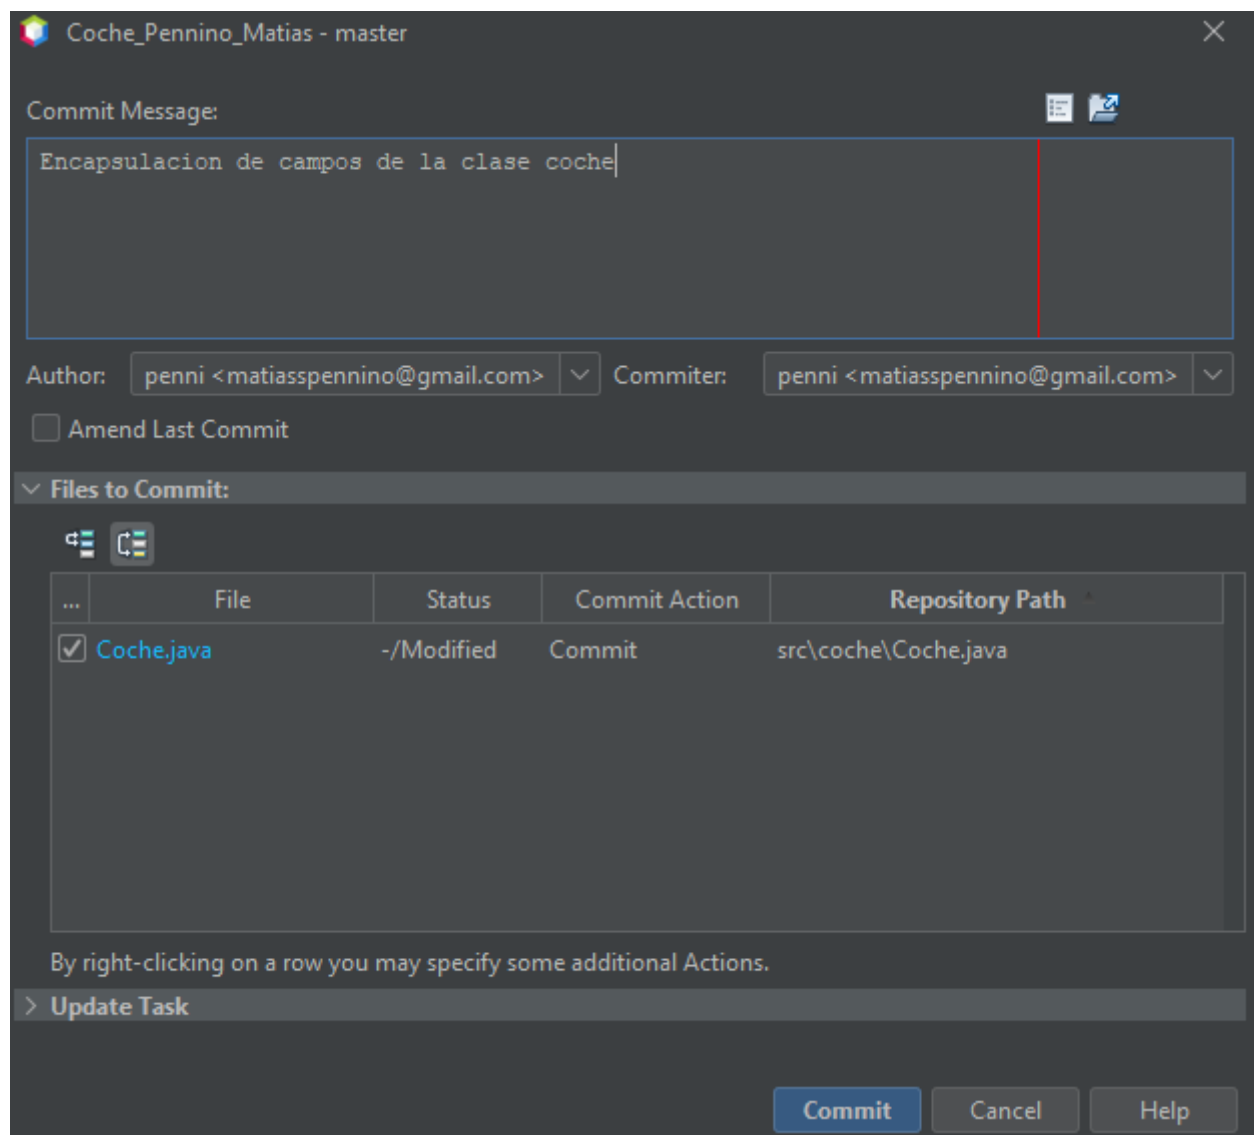 Coche_Pennino_Matias - master
Commit Message:
Encapsulacion de campos de la clase coche
Author: penni <matiasspennino@gmail.com> Commiter: penni <matiasspennino@gmail.com>
Amend Last Commit
Files to Commit:
... File Status Commit Action Repository Path
Coche.java -/Modified Commit src\coche\Coche.java
By right-clicking on a row you may specify some additional Actions.
Update Task
Commit Cancel Help